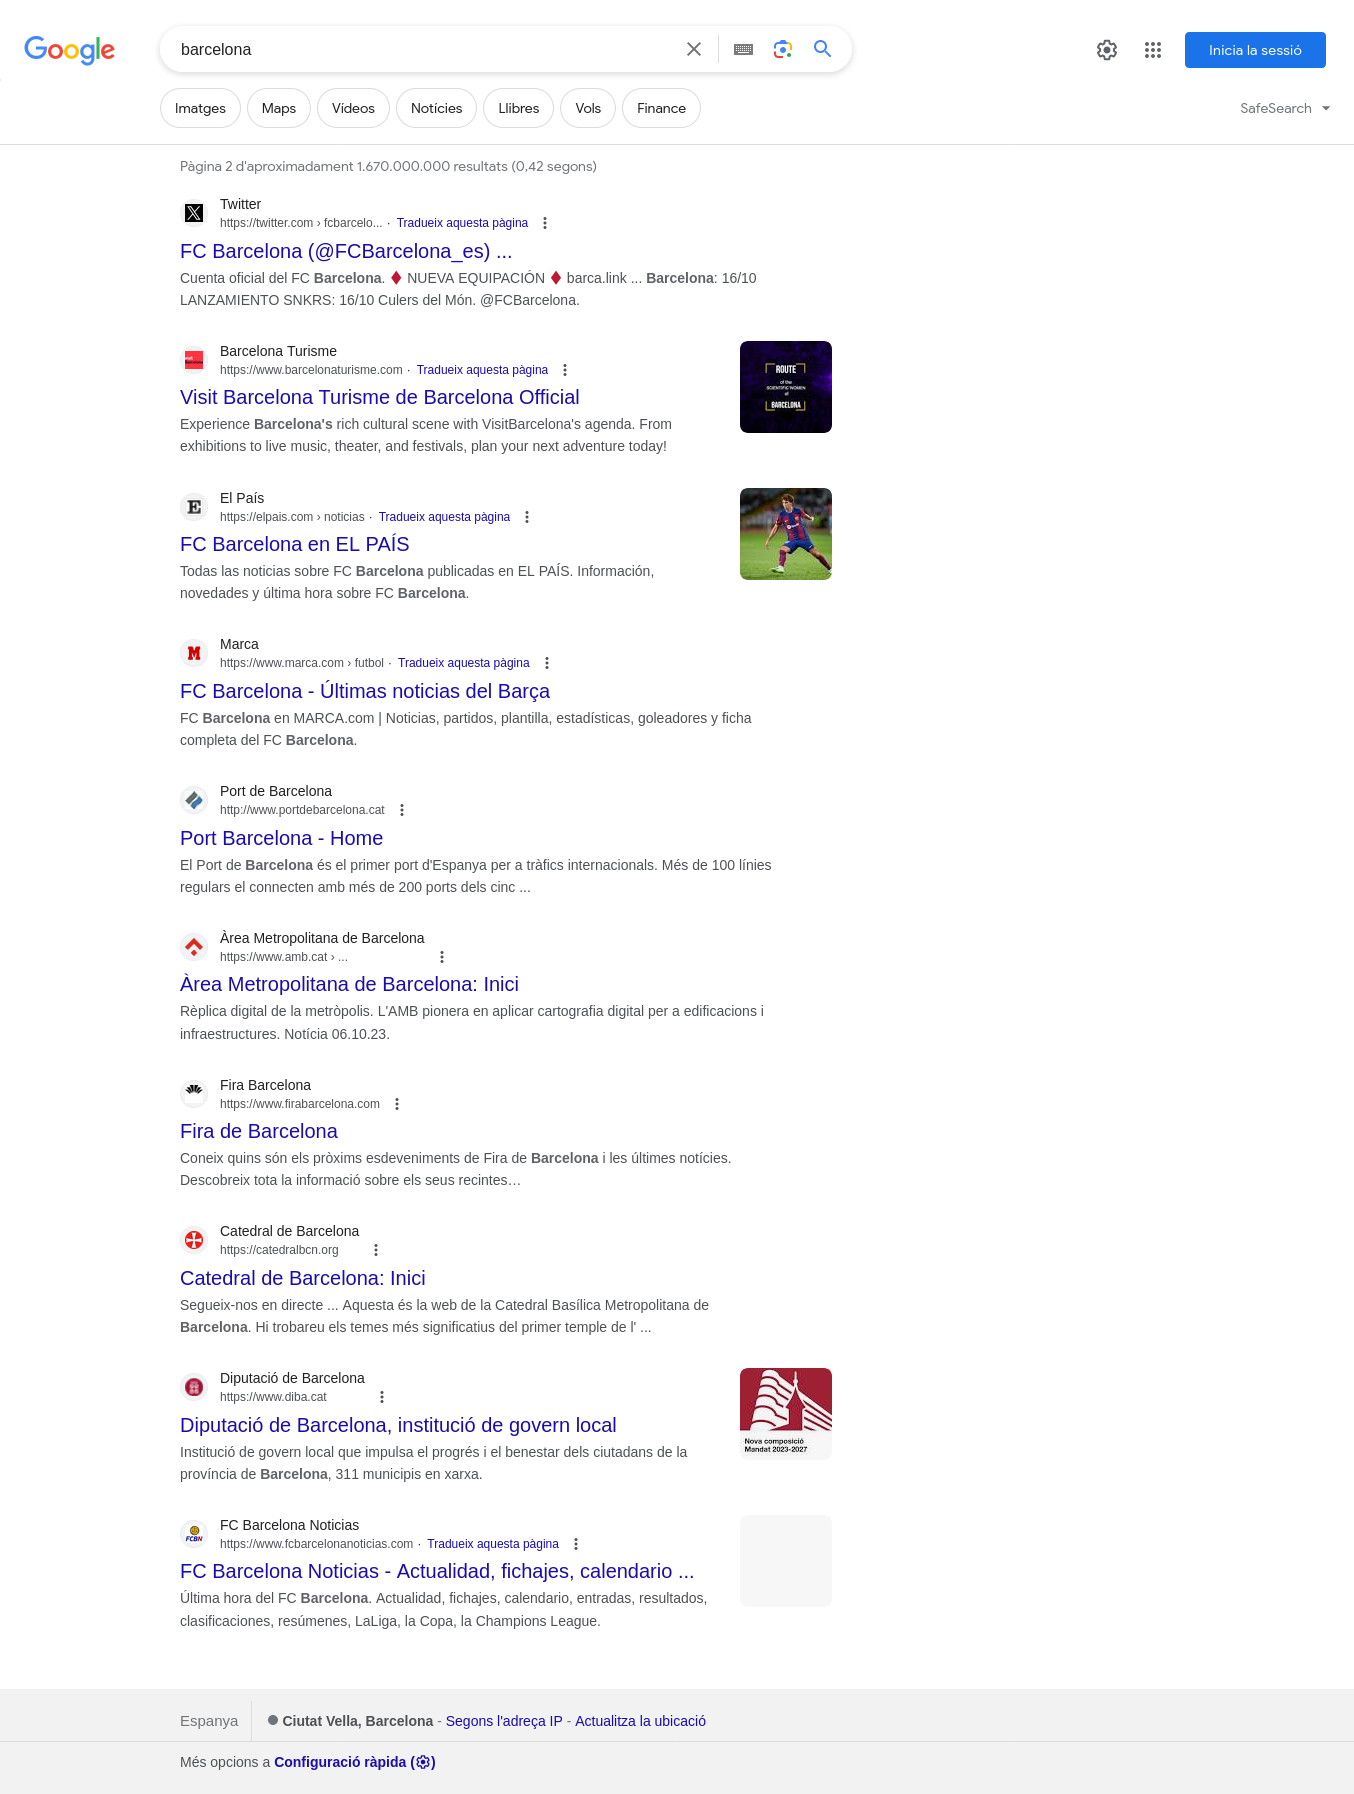 Google
barcelona
Inicia la sessió
Imatges
Maps
Vídeos
Notícies
Llibres
Vols
Finance
SafeSearch
Pàgina 2 d'aproximadament 1.670.000.000 resultats (0,42 segons)
Twitter
https://twitter.com › fcbarcelo... · Tradueix aquesta pàgina
FC Barcelona (@FCBarcelona_es) ...
Cuenta oficial del FC Barcelona. ♦ NUEVA EQUIPACIÓN ♦ barca.link ... Barcelona: 16/10
LANZAMIENTO SNKRS: 16/10 Culers del Món. @FCBarcelona.
Barcelona Turisme
https://www.barcelonaturisme.com · Tradueix aquesta pàgina
Visit Barcelona Turisme de Barcelona Official
Experience Barcelona's rich cultural scene with VisitBarcelona's agenda. From
exhibitions to live music, theater, and festivals, plan your next adventure today!
ROUTE
of the
SCIENTIFIC WOMEN
of
BARCELONA
El País
https://elpais.com › noticias · Tradueix aquesta pàgina
FC Barcelona en EL PAÍS
Todas las noticias sobre FC Barcelona publicadas en EL PAÍS. Información,
novedades y última hora sobre FC Barcelona.
Marca
https://www.marca.com › futbol · Tradueix aquesta pàgina
FC Barcelona - Últimas noticias del Barça
FC Barcelona en MARCA.com | Noticias, partidos, plantilla, estadísticas, goleadores y ficha
completa del FC Barcelona.
Port de Barcelona
http://www.portdebarcelona.cat
Port Barcelona - Home
El Port de Barcelona és el primer port d'Espanya per a tràfics internacionals. Més de 100 línies
regulars el connecten amb més de 200 ports dels cinc ...
Àrea Metropolitana de Barcelona
https://www.amb.cat › ...
Àrea Metropolitana de Barcelona: Inici
Rèplica digital de la metròpolis. L'AMB pionera en aplicar cartografia digital per a edificacions i
infraestructures. Notícia 06.10.23.
Fira Barcelona
https://www.firabarcelona.com
Fira de Barcelona
Coneix quins són els pròxims esdeveniments de Fira de Barcelona i les últimes notícies.
Descobreix tota la informació sobre els seus recintes…
Catedral de Barcelona
https://catedralbcn.org
Catedral de Barcelona: Inici
Segueix-nos en directe ... Aquesta és la web de la Catedral Basílica Metropolitana de
Barcelona. Hi trobareu els temes més significatius del primer temple de l' ...
Diputació de Barcelona
https://www.diba.cat
Diputació de Barcelona, institució de govern local
Institució de govern local que impulsa el progrés i el benestar dels ciutadans de la
província de Barcelona, 311 municipis en xarxa.
Nova composició
Mandat 2023-2027
FCBN
FC Barcelona Noticias
https://www.fcbarcelonanoticias.com · Tradueix aquesta pàgina
FC Barcelona Noticias - Actualidad, fichajes, calendario ...
Última hora del FC Barcelona. Actualidad, fichajes, calendario, entradas, resultados,
clasificaciones, resúmenes, LaLiga, la Copa, la Champions League.
Espanya
Ciutat Vella, Barcelona - Segons l'adreça IP - Actualitza la ubicació
Més opcions a Configuració ràpida ()